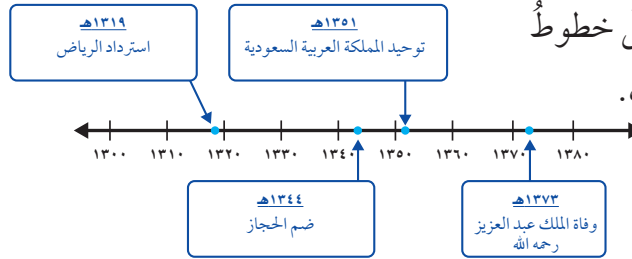 خطوطُ
١٣١٩هـ
استرداد الرياض
١٣٥١هـ
توحيد المملكة العربية السعودية
١٣٠٠ ١٣١٠ ١٣٢٠ ١٣٣٠ ١٣٤٠ ١٣٥٠ ١٣٦٠ ١٣٧٠ ١٣٨٠
١٣٤٤هـ
ضم الحجاز
١٣٧٣هـ
وفاة الملك عبد العزيز
رحمه الله